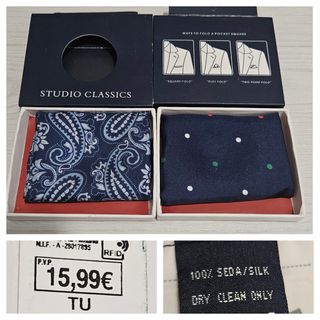 STUDIO CLASSICS
WAYS TO FOLD A POCKET SQUARE
"SQUARE FOLD"
"PUFF FOLD"
"TWO POINT FOLD"
N.I.F. - A -28017895
RFID
P.V.P.
15,99€
TU
100% SEDA/SILK
DRY CLEAN ONLY